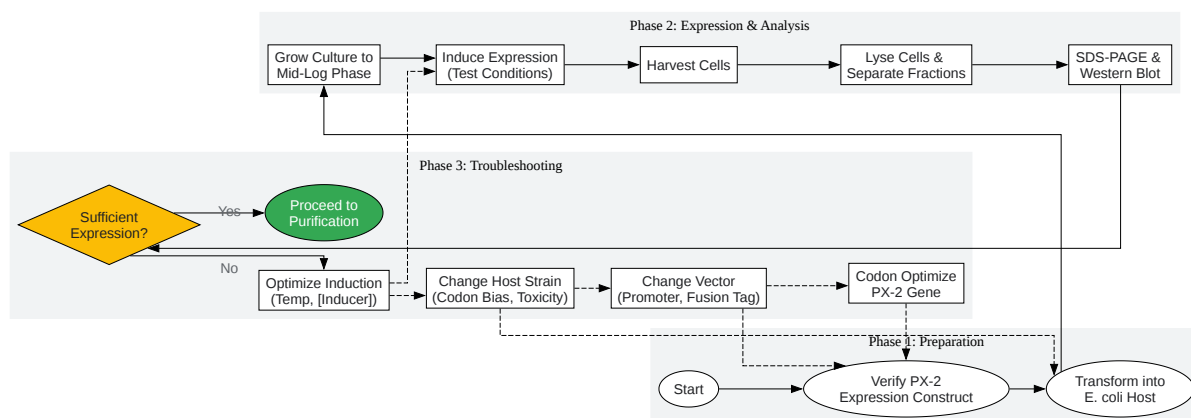 Phase 2: Expression & Analysis
Grow Culture to
Mid-Log Phase
Induce Expression
(Test Conditions)
Harvest Cells
Lyse Cells &
Separate Fractions
SDS-PAGE &
Western Blot
Phase 3: Troubleshooting
Sufficient
Expression?
Yes
Proceed to
Purification
No
Optimize Induction
(Temp, [Inducer])
Change Host Strain
(Codon Bias, Toxicity)
Change Vector
(Promoter, Fusion Tag)
Codon Optimize
PX-2 Gene
Phase 1: Preparation
Start
Verify PX-2
Expression Construct
Transform into
E. coli Host